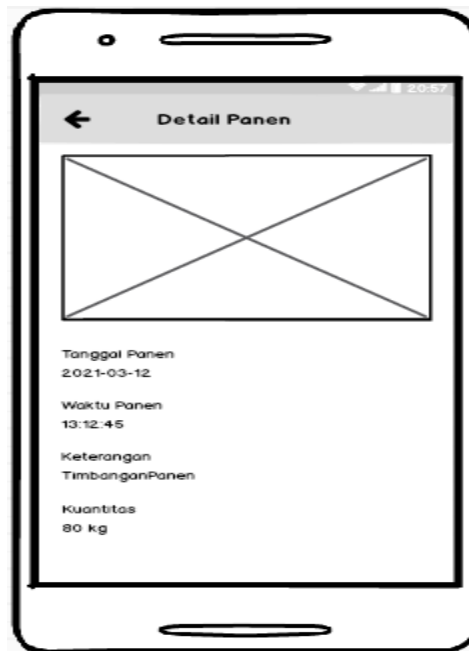 20:57
Detail Panen
Tanggal Panen
2021-03-12
Waktu Panen
13:12:45
Keterangan
TimbanganPanen
Kuantitas
80 kg